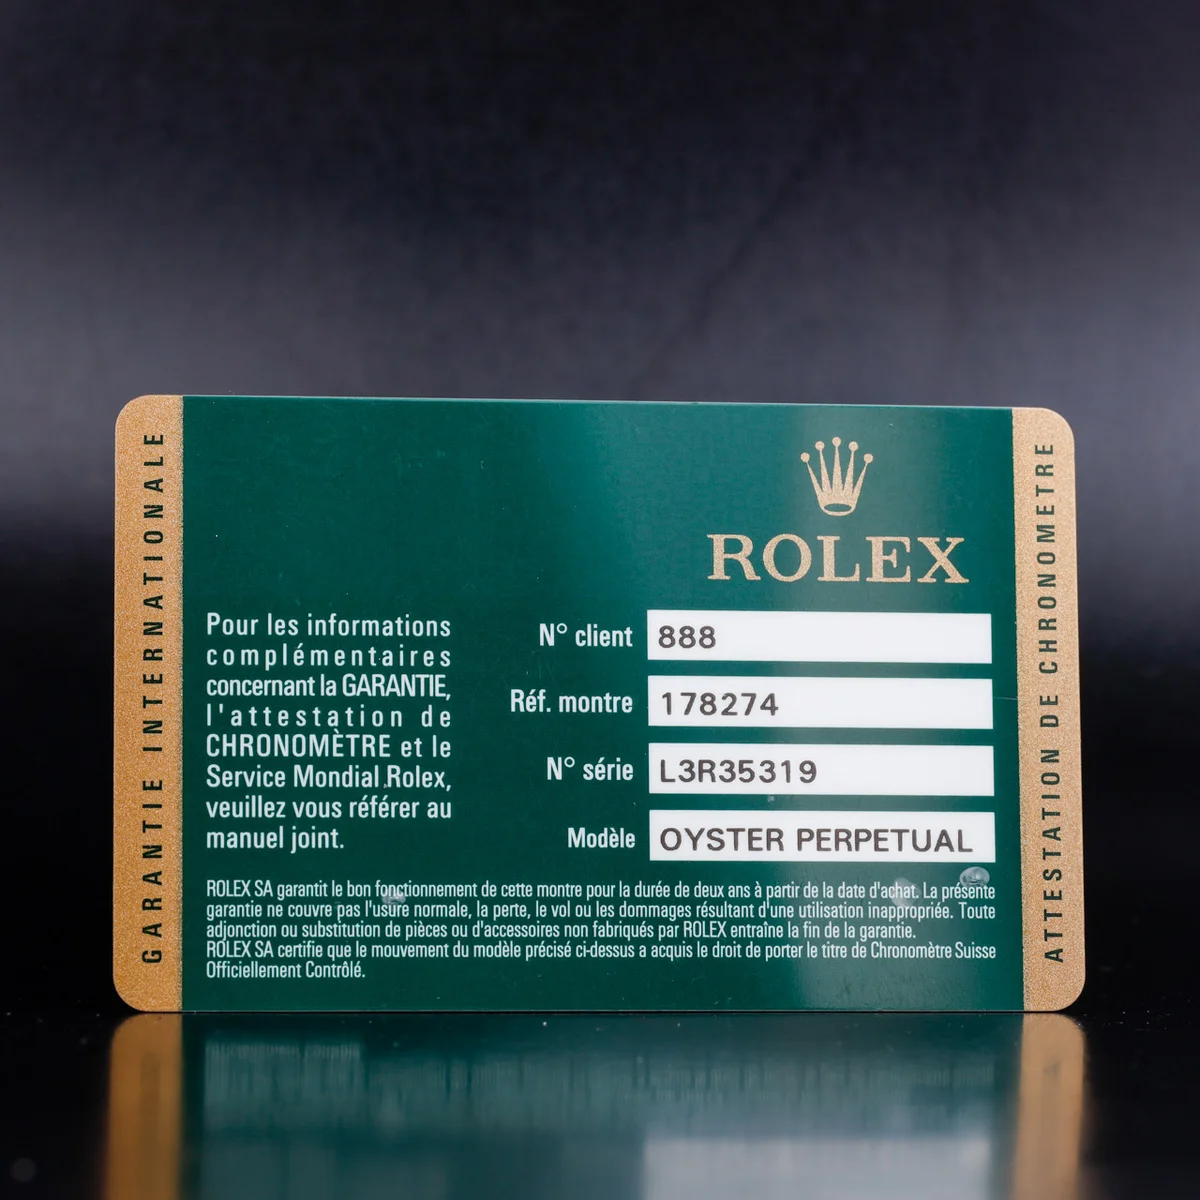 GARANTIE INTERNATIONALE
ROLEX
Pour les informations
complémentaires
concernant la GARANTIE,
l'attestation de
CHRONOMÈTRE et le
Service Mondial Rolex,
veuillez vous référer au
manuel joint.
N° client 888
Réf. montre 178274
N° série L3R35319
Modèle OYSTER PERPETUAL
ROLEX SA garantit le bon fonctionnement de cette montre pour la durée de deux ans à partir de la date d'achat. La présente
garantie ne couvre pas l'usure normale, la perte, le vol ou les dommages résultant d'une utilisation inappropriée. Toute
adjonction ou substitution de pièces ou d'accessoires non fabriqués par ROLEX entraîne la fin de la garantie.
ROLEX SA certifie que le mouvement du modèle précisé ci-dessus a acquis le droit de porter le titre de Chronomètre Suisse
Officiellement Contrôlé.
ATTESTATION DE CHRONOMETRE